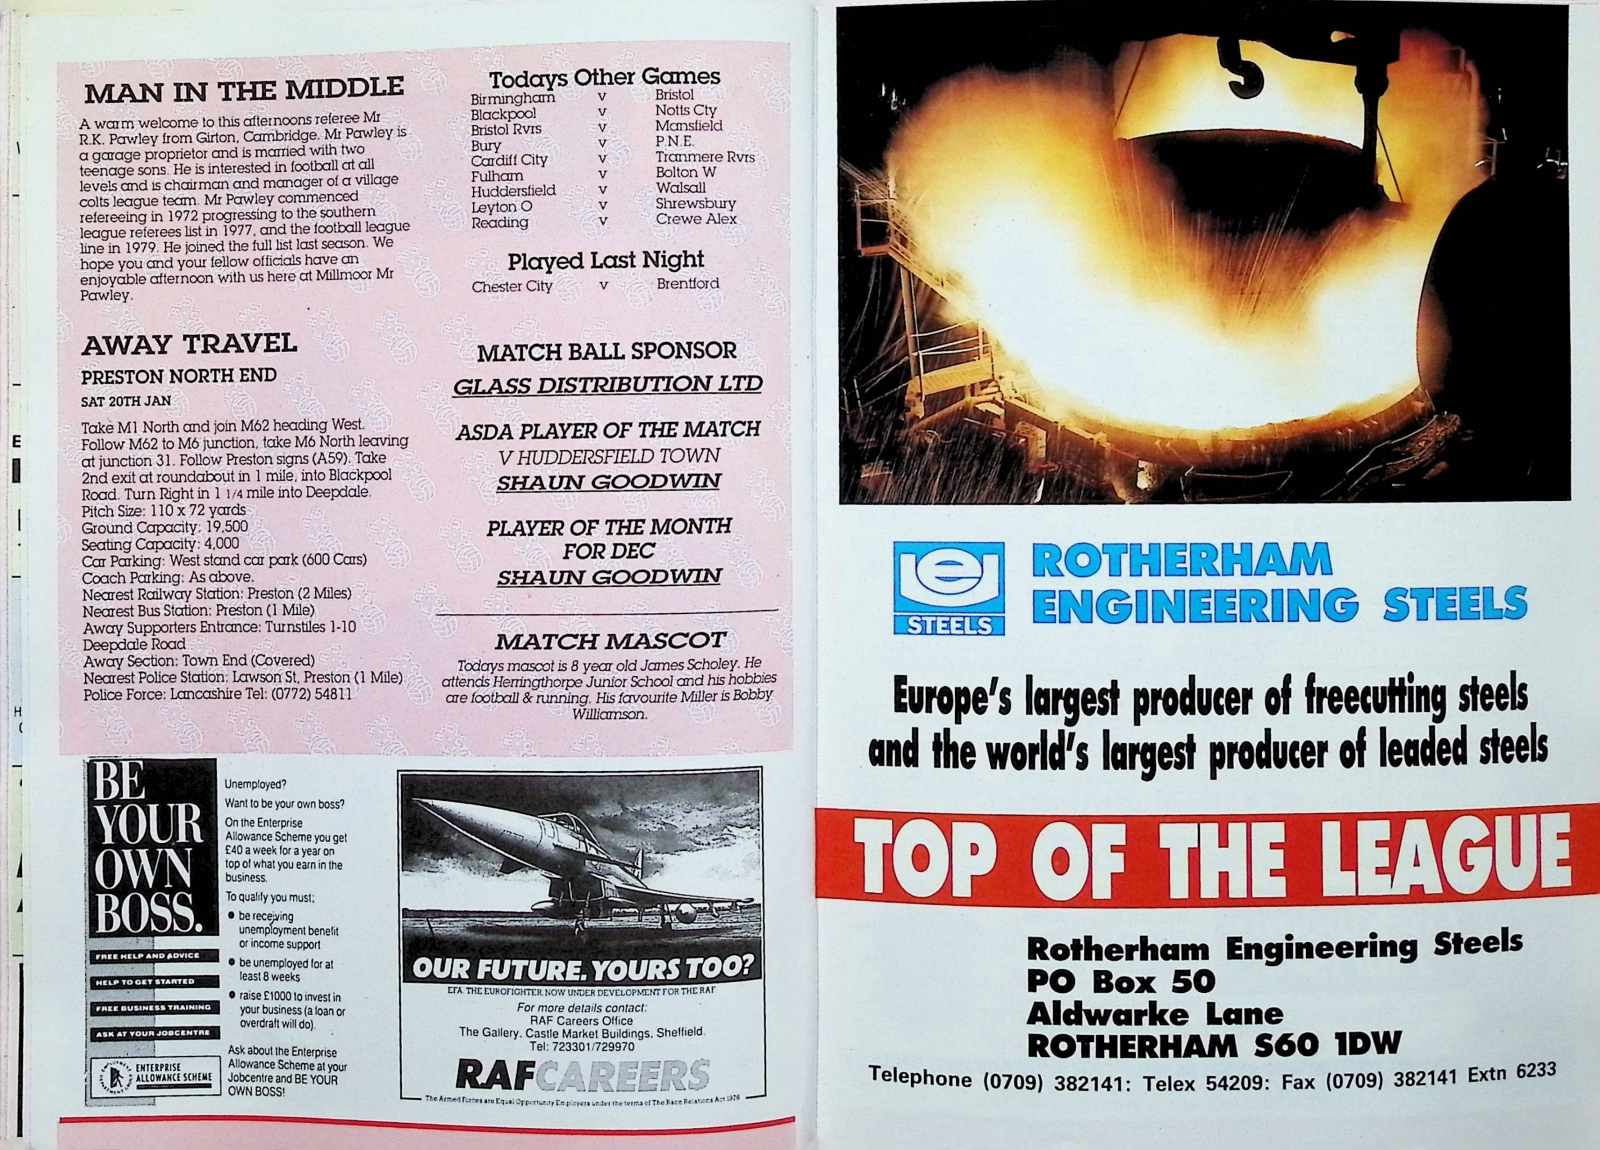 MAN IN THE MIDDLE
A warm welcome to this afternoons referee Mr
R.K. Pawley from Girton, Cambridge. Mr Pawley is
a garage proprietor and is married with two
teenage sons. He is interested in football at all
levels and is chairman and manager of a village
colts league team. Mr Pawley commenced
refereeing in 1972 progressing to the southern
league referees list in 1977, and the football league
line in 1979. He joined the full list last season. We
hope you and your fellow officials have an
enjoyable afternoon with us here at Millmoor Mr
Pawley.
AWAY TRAVEL
PRESTON NORTH END
SAT 20TH JAN
Take M1 North and join M62 heading West.
Follow M62 to M6 junction, take M6 North leaving
at junction 31. Follow Preston signs (A59). Take
2nd exit at roundabout in 1 mile, into Blackpool
Road. Turn Right in 1 1/4 mile into Deepdale.
Pitch Size: 110 x 72 yards
Ground Capacity: 19,500
Seating Capacity: 4,000
Car Parking: West stand car park (600 Cars)
Coach Parking: As above.
Nearest Railway Station: Preston (2 Miles)
Nearest Bus Station: Preston (1 Mile)
Away Supporters Entrance: Turnstiles 1-10
Deepdale Road
Away Section: Town End (Covered)
Nearest Police Station: Lawson St, Preston (1 Mile)
Police Force: Lancashire Tel: (0772) 54811
Todays Other Games
Birmingham v Bristol
Blackpool v Notts Cty
Bristol Rvrs v Mansfield
Bury v P.N.E.
Cardiff City v Tranmere Rvrs
Fulham v Bolton W
Huddersfield v Walsall
Leyton O v Shrewsbury
Reading v Crewe Alex
Played Last Night
Chester City v Brentford
MATCH BALL SPONSOR
GLASS DISTRIBUTION LTD
ASDA PLAYER OF THE MATCH
V HUDDERSFIELD TOWN
SHAUN GOODWIN
PLAYER OF THE MONTH
FOR DEC
SHAUN GOODWIN
MATCH MASCOT
Todays mascot is 8 year old James Scholey. He
attends Herringthorpe Junior School and his hobbies
are football & running. His favourite Miller is Bobby
Williamson.
BE
YOUR
OWN
BOSS.
FREE HELP AND ADVICE
HELP TO GET STARTED
FREE BUSINESS TRAINING
ASK AT YOUR JOBCENTRE
ENTERPRISE
ALLOWANCE SCHEME
Unemployed?
Want to be your own boss?
On the Enterprise
Allowance Scheme you get
£40 a week for a year on
top of what you earn in the
business.
To qualify you must;
• be receiving
unemployment benefit
or income support
• be unemployed for at
least 8 weeks
• raise £1000 to invest in
your business (a loan or
overdraft will do).
Ask about the Enterprise
Allowance Scheme at your
Jobcentre and BE YOUR
OWN BOSS!
OUR FUTURE. YOURS TOO?
EFA. THE EUROFIGHTER. NOW UNDER DEVELOPMENT FOR THE RAF
For more details contact:
RAF Careers Office
The Gallery, Castle Market Buildings, Sheffield.
Tel: 723301/729970
RAFCAREERS
The Armed Forces are Equal Opportunity Employers under the terms of The Race Relations Act 1976
STEELS
ROTHERHAM
ENGINEERING STEELS
Europe's largest producer of freecutting steels
and the world's largest producer of leaded steels
TOP OF THE LEAGUE
Rotherham Engineering Steels
PO Box 50
Aldwarke Lane
ROTHERHAM S60 1DW
Telephone (0709) 382141: Telex 54209: Fax (0709) 382141 Extn 6233